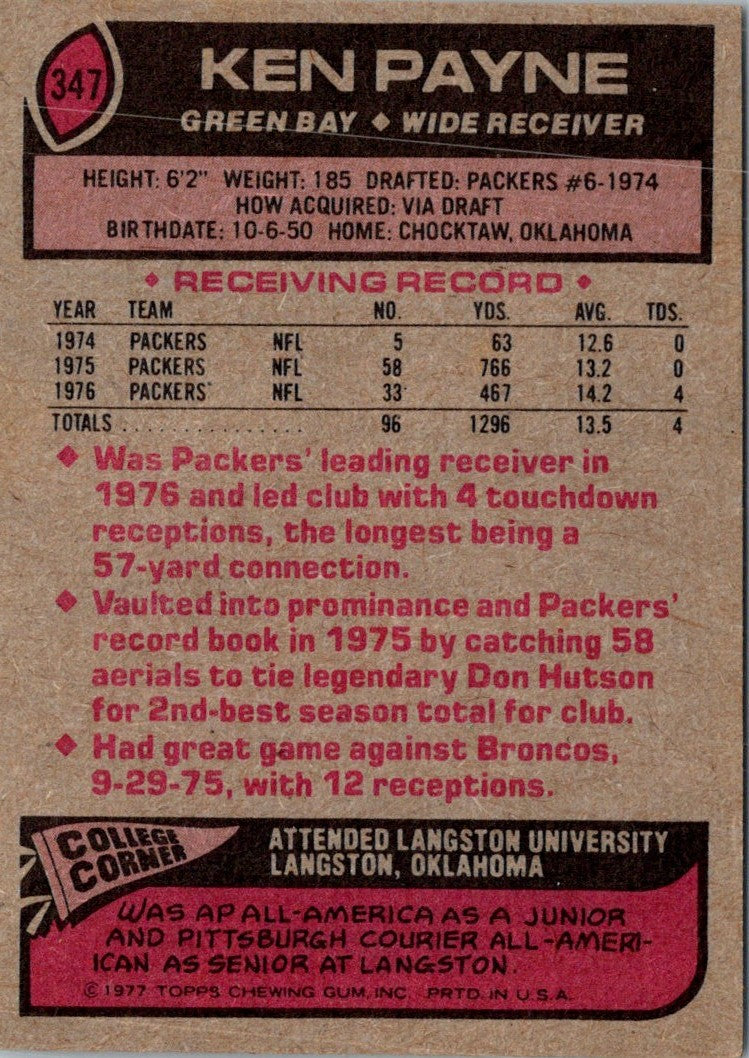 347
KEN PAYNE
GREEN BAY ◆ WIDE RECEIVER
HEIGHT: 6'2" WEIGHT: 185 DRAFTED: PACKERS #6-1974
HOW ACQUIRED: VIA DRAFT
BIRTHDATE: 10-6-50 HOME: CHOCKTAW, OKLAHOMA
◆ RECEIVING RECORD ◆
YEAR TEAM NO. YDS. AVG. TDS.
1974 PACKERS NFL 5 63 12.6 0
1975 PACKERS NFL 58 766 13.2 0
1976 PACKERS NFL 33 467 14.2 4
TOTALS . . . . . . . . . . . . . . . 96 1296 13.5 4
◆ Was Packers' leading receiver in
1976 and led club with 4 touchdown
receptions, the longest being a
57-yard connection.
◆ Vaulted into prominance and Packers'
record book in 1975 by catching 58
aerials to tie legendary Don Hutson
for 2nd-best season total for club.
◆ Had great game against Broncos,
9-29-75, with 12 receptions.
COLLEGE
CORNER
ATTENDED LANGSTON UNIVERSITY
LANGSTON, OKLAHOMA
WAS AP ALL-AMERICA AS A JUNIOR
AND PITTSBURGH COURIER ALL-AMERI-
ICAN AS SENIOR AT LANGSTON.
© 1977 TOPPS CHEWING GUM, INC. PRTD. IN U.S.A.